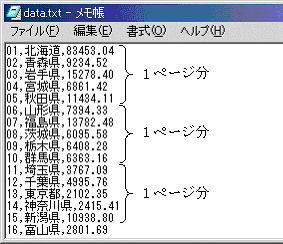 data.txt - メモ帳
ファイル(F) 編集(E) 書式(O) ヘルプ(H)
01,北海道,83453.04
02,青森県,9234.52
03,岩手県,15278.40
04,宮城県,6861.42
05,秋田県,11434.11
06,山形県,7394.33
07,福島県,13782.48
08,茨城県,6095.58
09,栃木県,6408.28
10,群馬県,6363.16
11,埼玉県,3767.09
12,千葉県,4995.76
13,東京都,2102.35
14,神奈川県,2415.41
15,新潟県,10938.80
16,富山県,2801.69
1ページ分
1ページ分
1ページ分